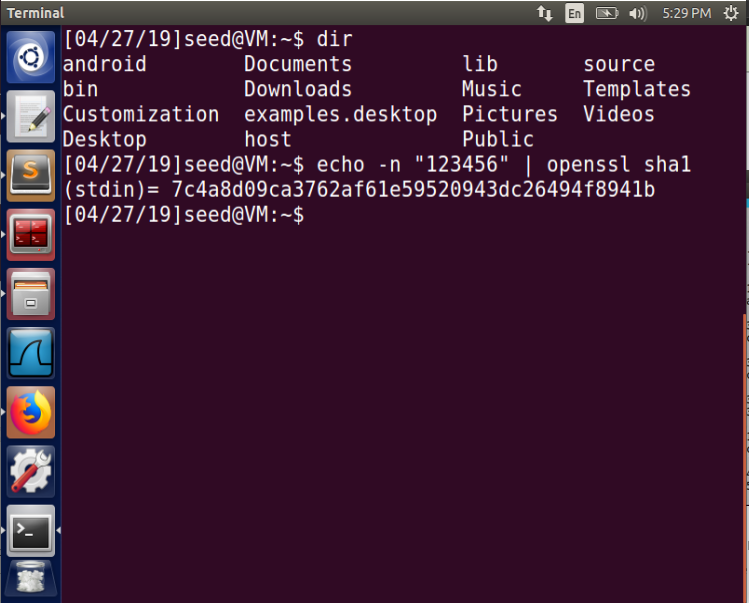 Terminal
En
5:29 PM
[04/27/19]seed@VM:~$ dir
android Documents lib source
bin Downloads Music Templates
Customization examples.desktop Pictures Videos
Desktop host Public
[04/27/19]seed@VM:~$ echo -n "123456" | openssl sha1
(stdin)= 7c4a8d09ca3762af61e59520943dc26494f8941b
[04/27/19]seed@VM:~$